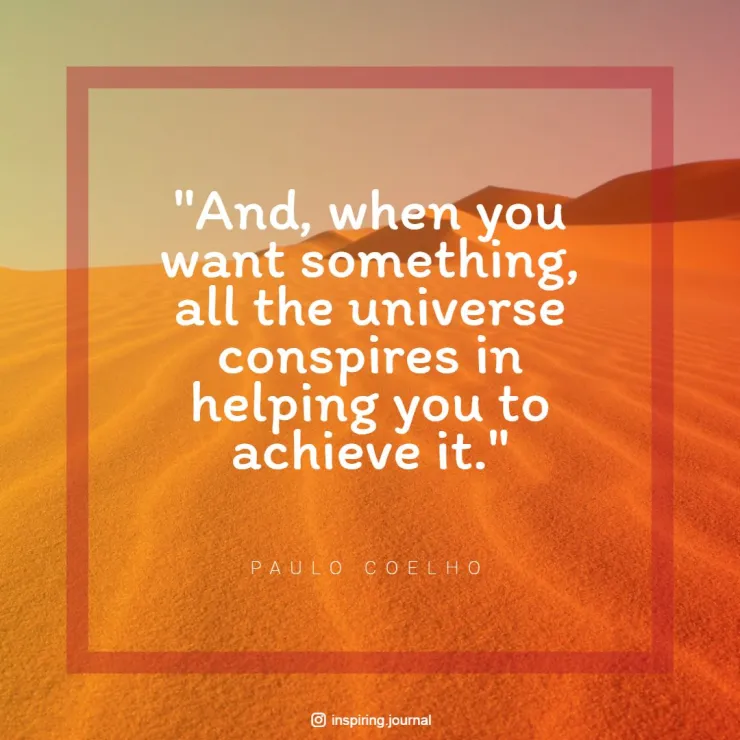 "And, when you
want something,
all the universe
conspires in
helping you to
achieve it."
PAULO COELHO
inspiring.journal